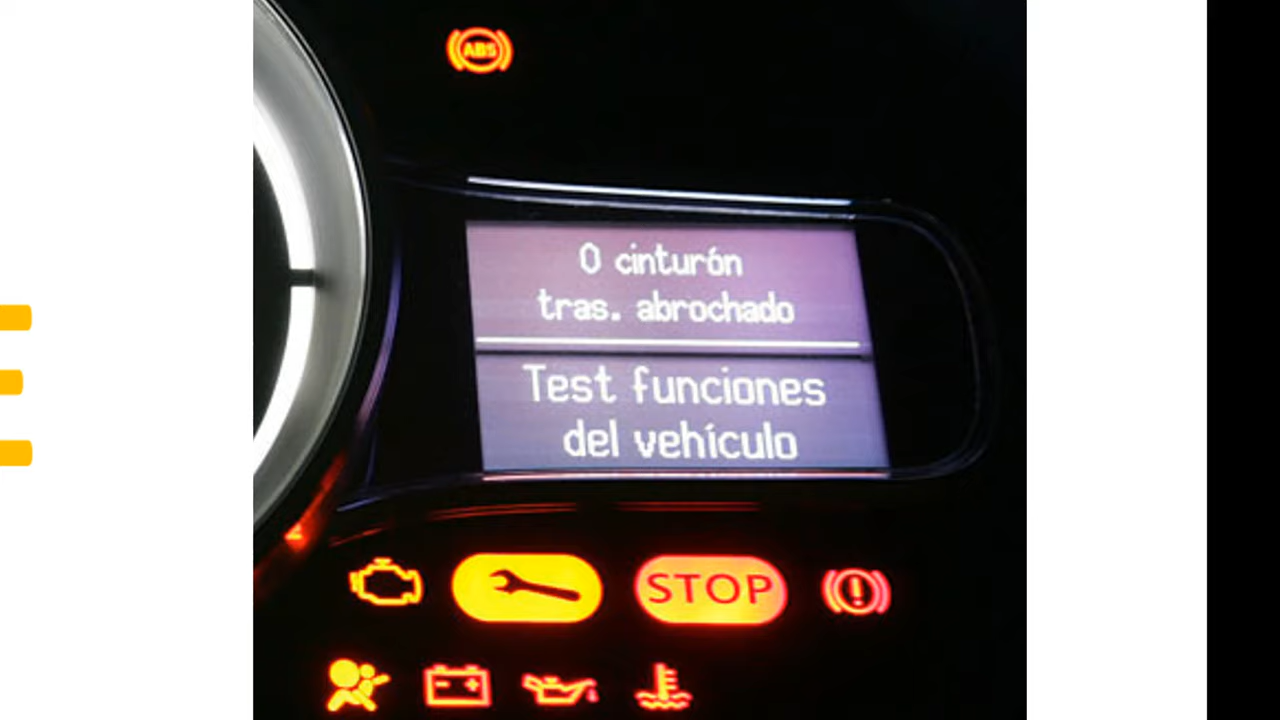 ABS
0 cinturón
tras. abrochado
Test funciones
del vehículo
STOP